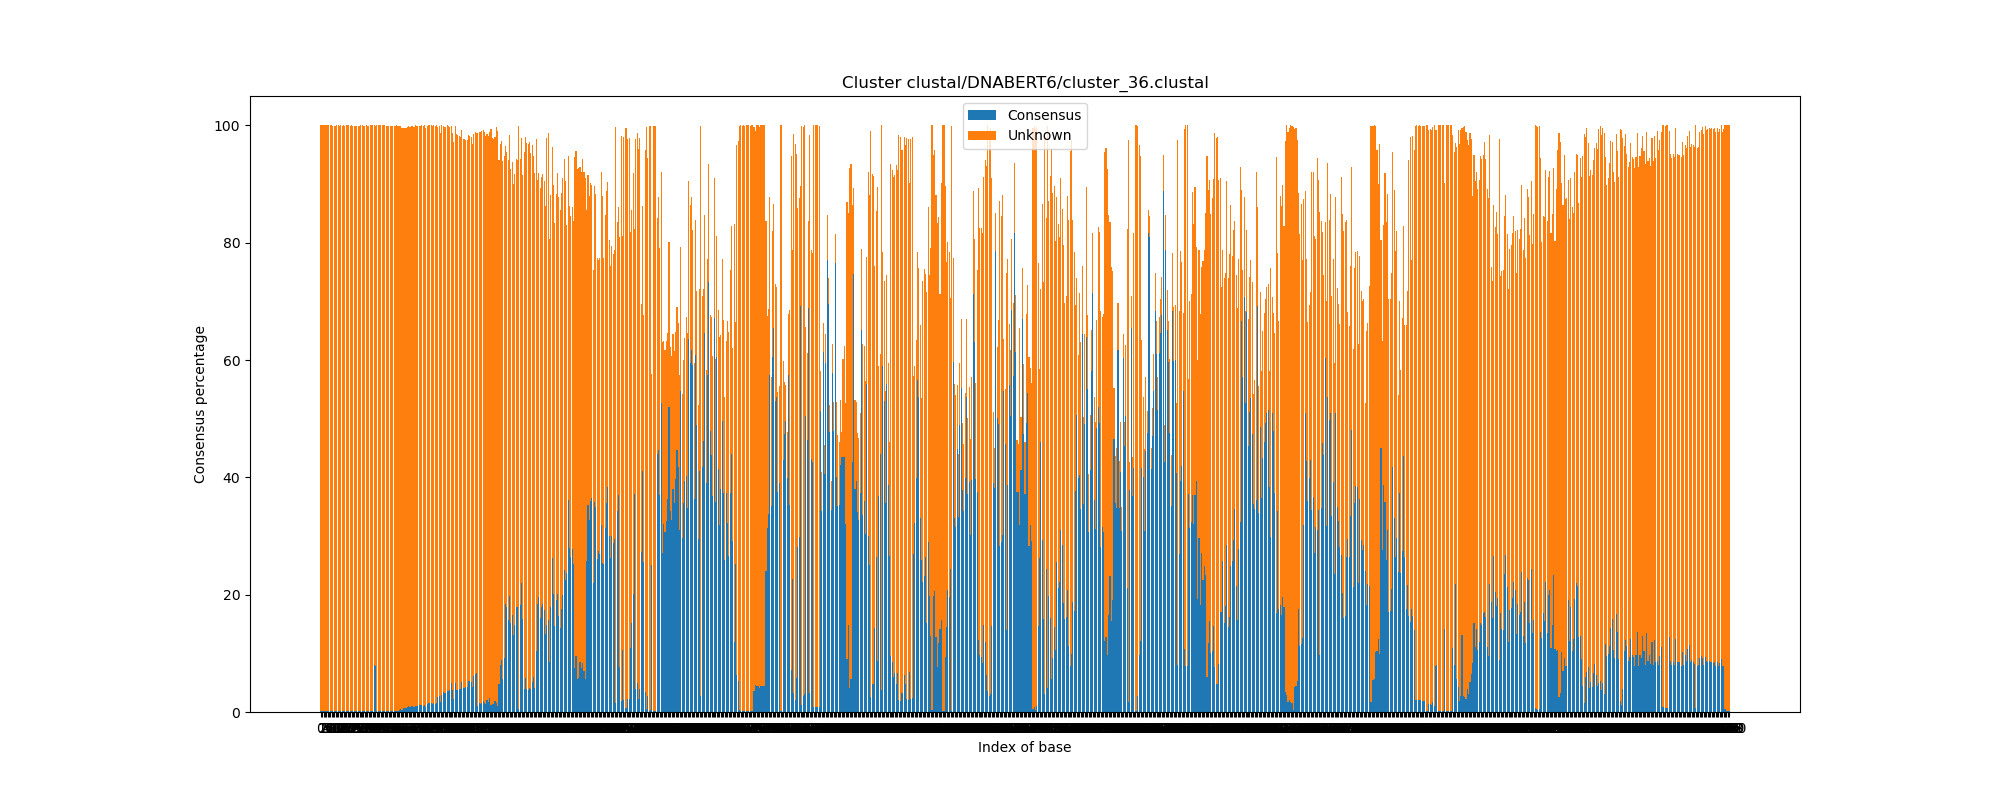 Cluster clustal/DNABERT6/cluster_36.clustal
Consensus
Unknown
100
80
60
40
20
0
Consensus percentage
Index of base